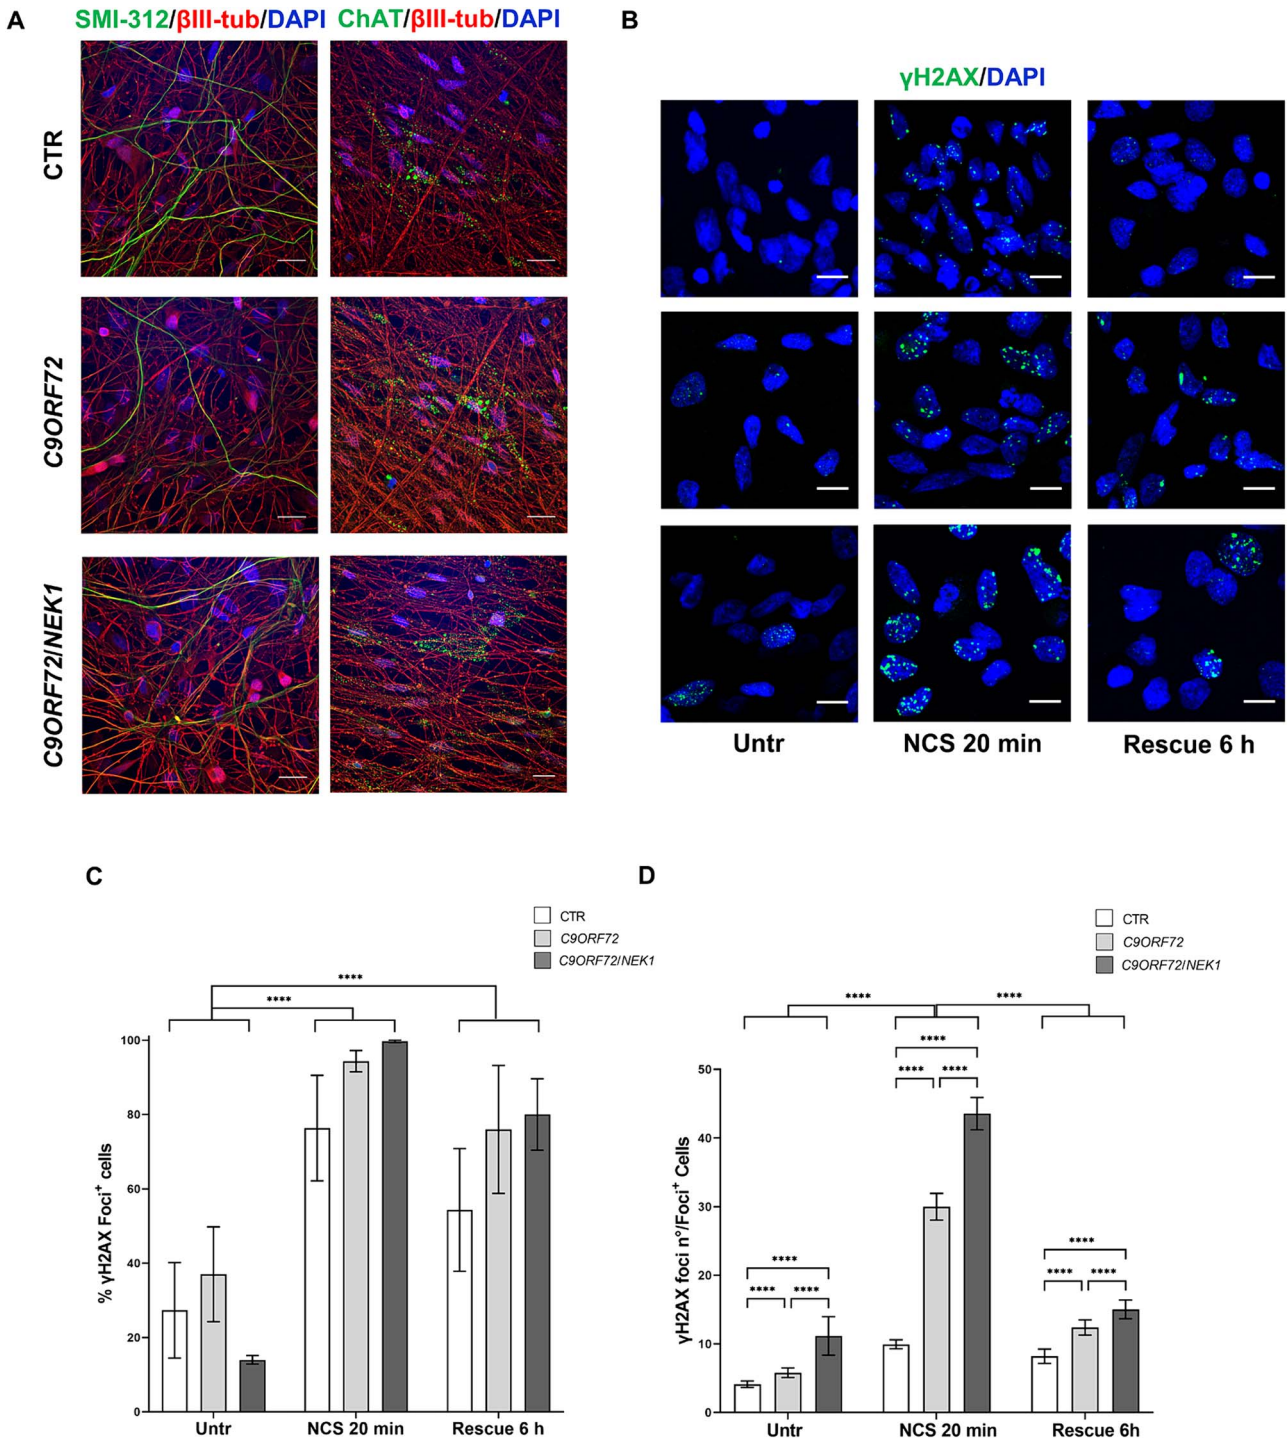 A
SMI-312/βIII-tub/DAPI
ChAT/βIII-tub/DAPI
CTR
C9ORF72
C9ORF72/NEK1
B
γH2AX/DAPI
Untr
NCS 20 min
Rescue 6 h
C
CTR
C9ORF72
C9ORF72/NEK1
****
****
% γH2AX Foci+ cells
100
80
60
40
20
0
Untr
NCS 20 min
Rescue 6 h
D
CTR
C9ORF72
C9ORF72/NEK1
**** ****
****
**** ****
****
**** ****
****
**** ****
γH2AX foci n°/Foci+ Cells
50
40
30
20
10
0
Untr
NCS 20 min
Rescue 6h